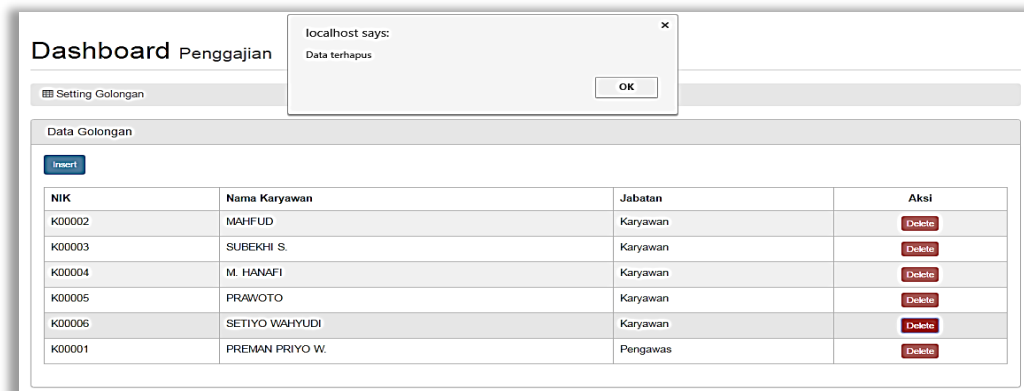 localhost says:
Data terhapus
OK
Dashboard Penggajian
Setting Golongan
Data Golongan
Insert
NIK Nama Karyawan Jabatan Aksi
K00002 MAHFUD Karyawan Delete
K00003 SUBEKHI S. Karyawan Delete
K00004 M. HANAFI Karyawan Delete
K00005 PRAWOTO Karyawan Delete
K00006 SETIYO WAHYUDI Karyawan Delete
K00001 PREMAN PRIYO W. Pengawas Delete